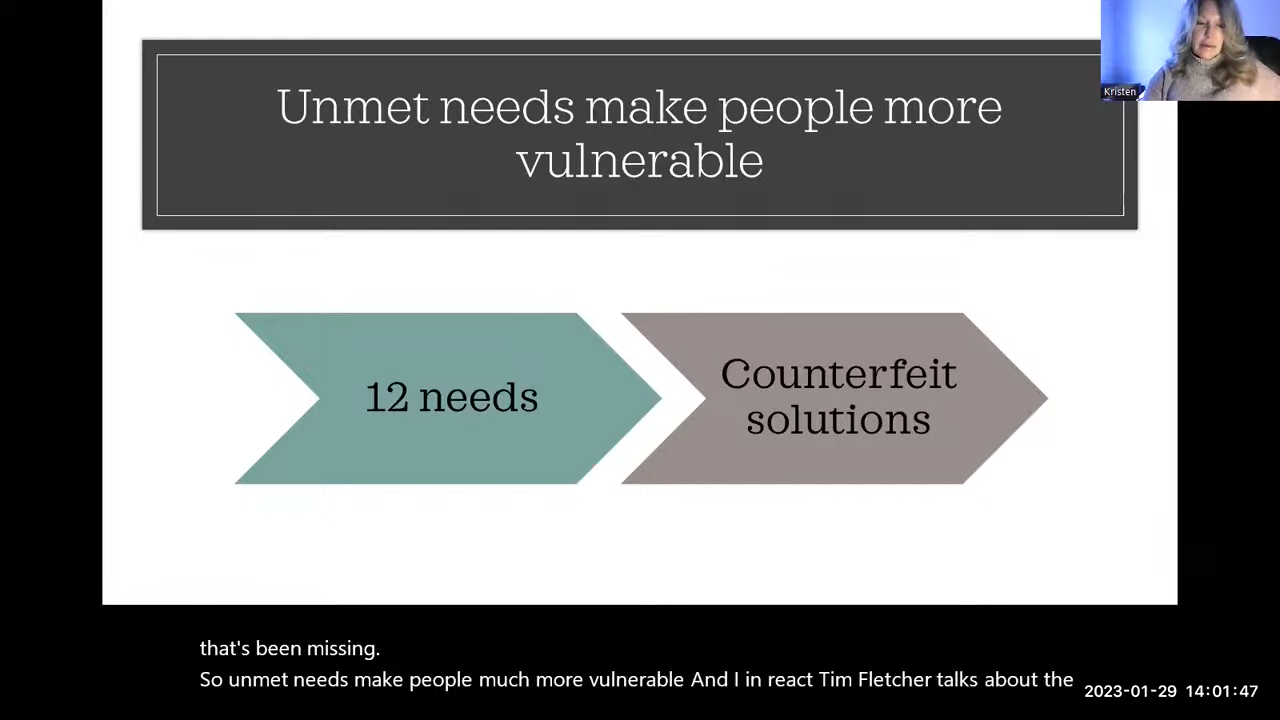 Unmet needs make people more
vulnerable
Kristen
12 needs
Counterfeit
solutions
that's been missing.
So unmet needs make people much more vulnerable And I in react Tim Fletcher talks about the
2023-01-29 14:01:47